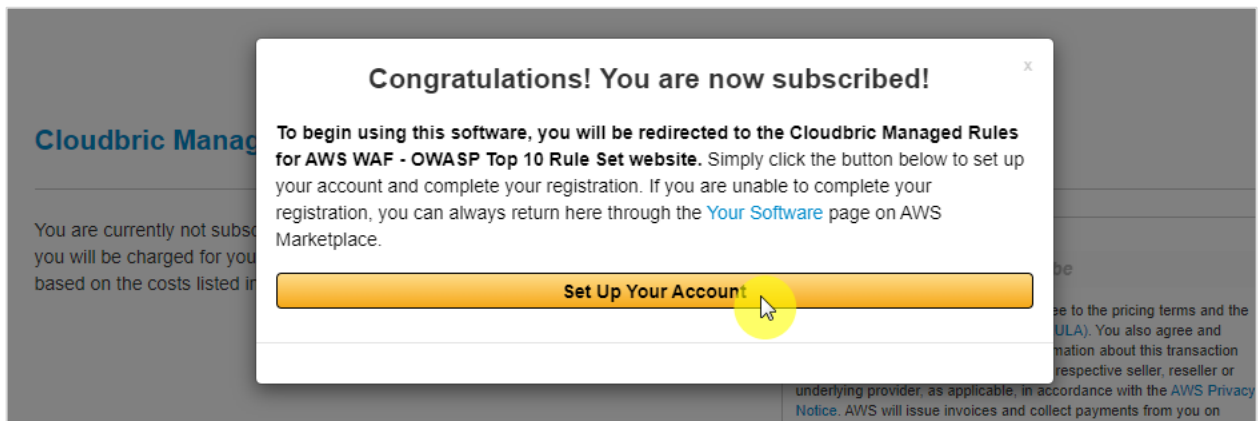 Congratulations! You are now subscribed!
x
To begin using this software, you will be redirected to the Cloudbric Managed Rules
for AWS WAF - OWASP Top 10 Rule Set website. Simply click the button below to set up
your account and complete your registration. If you are unable to complete your
registration, you can always return here through the Your Software page on AWS
Marketplace.
Set Up Your Account
Cloudbric Manag
You are currently not subsc
you will be charged for you
based on the costs listed in
be
ee to the pricing terms and the
ULA). You also agree and
mation about this transaction
respective seller, reseller or
underlying provider, as applicable, in accordance with the AWS Privacy
Notice. AWS will issue invoices and collect payments from you on